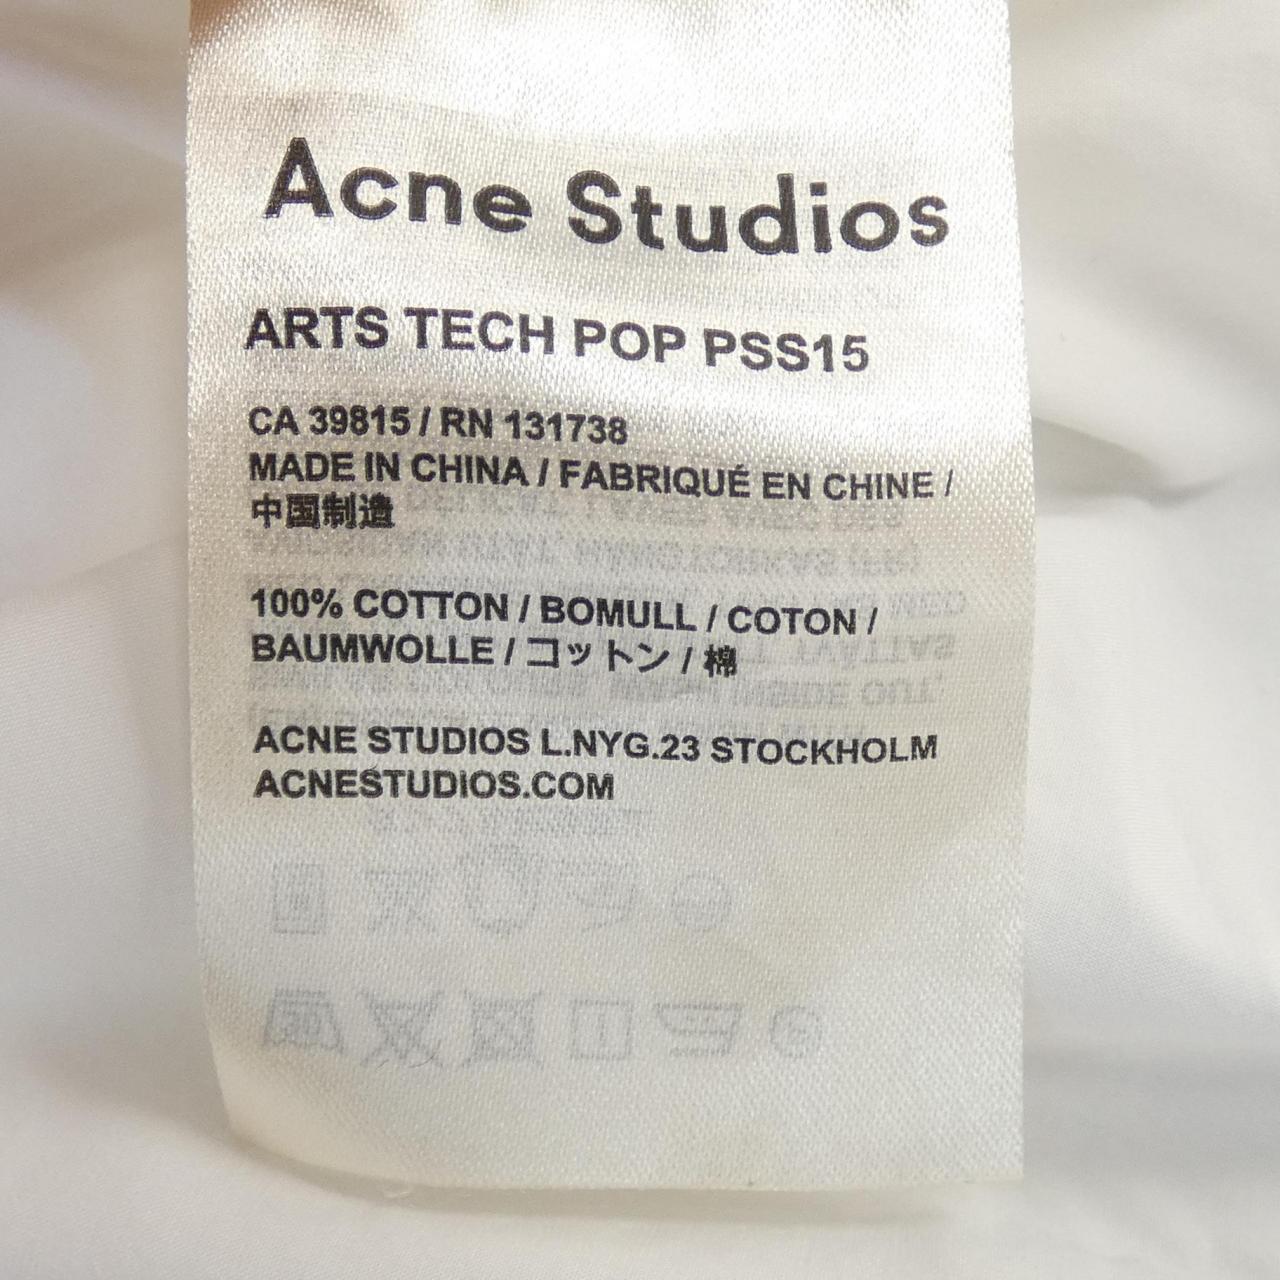 Acne Studios
ARTS TECH POP PSS15
CA 39815 / RN 131738
MADE IN CHINA / FABRIQUÉ EN CHINE /
中国制造
100% COTTON / BOMULL / COTON /
BAUMWOLLE / コットン / 棉
ACNE STUDIOS L.NYG.23 STOCKHOLM
ACNESTUDIOS.COM